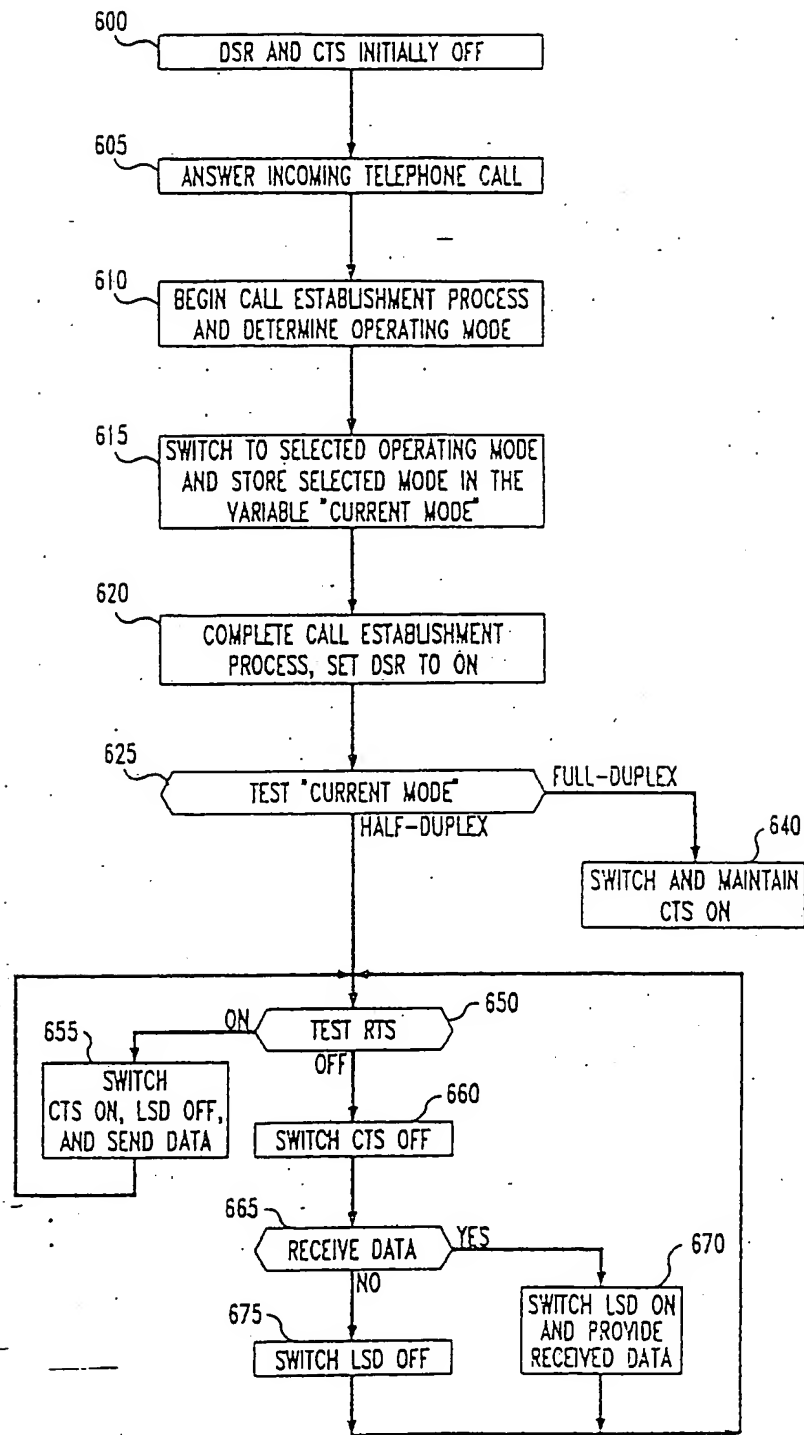 600
DSR AND CTS INITIALLY OFF
605
ANSWER INCOMING TELEPHONE CALL
610
BEGIN CALL ESTABLISHMENT PROCESS
AND DETERMINE OPERATING MODE
615
SWITCH TO SELECTED OPERATING MODE
AND STORE SELECTED MODE IN THE
VARIABLE "CURRENT MODE"
620
COMPLETE CALL ESTABLISHMENT
PROCESS, SET DSR TO ON
625
TEST "CURRENT MODE"
FULL-DUPLEX
HALF-DUPLEX
640
SWITCH AND MAINTAIN
CTS ON
650
TEST RTS
ON
OFF
655
SWITCH
CTS ON, LSD OFF,
AND SEND DATA
660
SWITCH CTS OFF
665
RECEIVE DATA
YES
NO
670
SWITCH LSD ON
AND PROVIDE
RECEIVED DATA
675
SWITCH LSD OFF